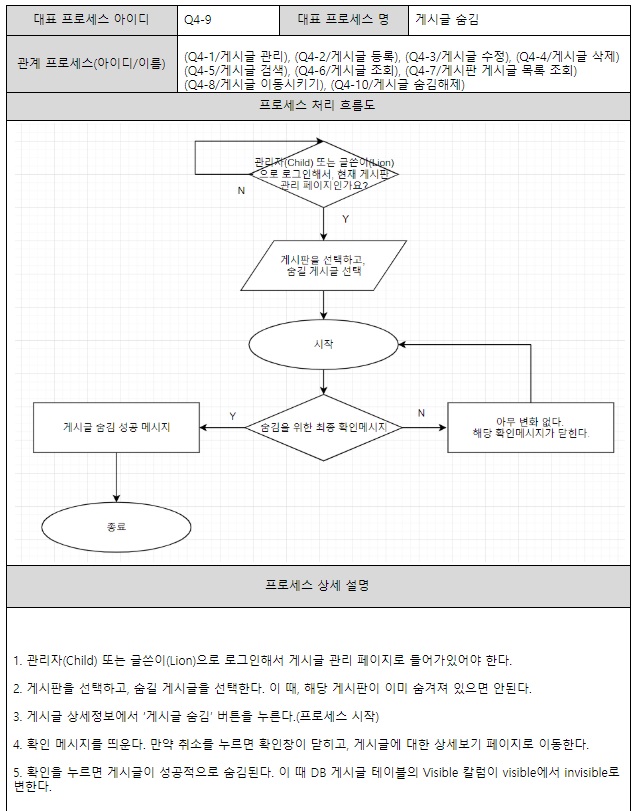 대표 프로세스 아이디
Q4-9
대표 프로세스 명
게시글 숨김
관계 프로세스(아이디/이름)
(Q4-1/게시글 관리), (Q4-2/게시글 등록), (Q4-3/게시글 수정), (Q4-4/게시글 삭제)
(Q4-5/게시글 검색), (Q4-6/게시글 조회), (Q4-7/게시판 게시글 목록 조회)
(Q4-8/게시글 이동시키기), (Q4-10/게시글 숨김해제)
프로세스 처리 흐름도
관리자(Child) 또는 글쓴이(Lion)
으로 로그인해서, 현재 게시판
관리 페이지인가요?
N
Y
게시판을 선택하고,
숨길 게시글 선택
시작
숨김을 위한 최종 확인메시지
Y
N
게시글 숨김 성공 메시지
아무 변화 없다.
해당 확인메시지가 닫힌다.
종료
프로세스 상세 설명
1. 관리자(Child) 또는 글쓴이(Lion)으로 로그인해서 게시글 관리 페이지로 들어가있어야 한다.
2. 게시판을 선택하고, 숨길 게시글을 선택한다. 이 때, 해당 게시판이 이미 숨겨져 있으면 안된다.
3. 게시글 상세정보에서 '게시글 숨김' 버튼을 누른다.(프로세스 시작)
4. 확인 메시지를 띄운다. 만약 취소를 누르면 확인창이 닫히고, 게시글에 대한 상세보기 페이지로 이동한다.
5. 확인을 누르면 게시글이 성공적으로 숨김된다. 이 때 DB 게시글 테이블의 Visible 칼럼이 visible에서 invisible로
변한다.